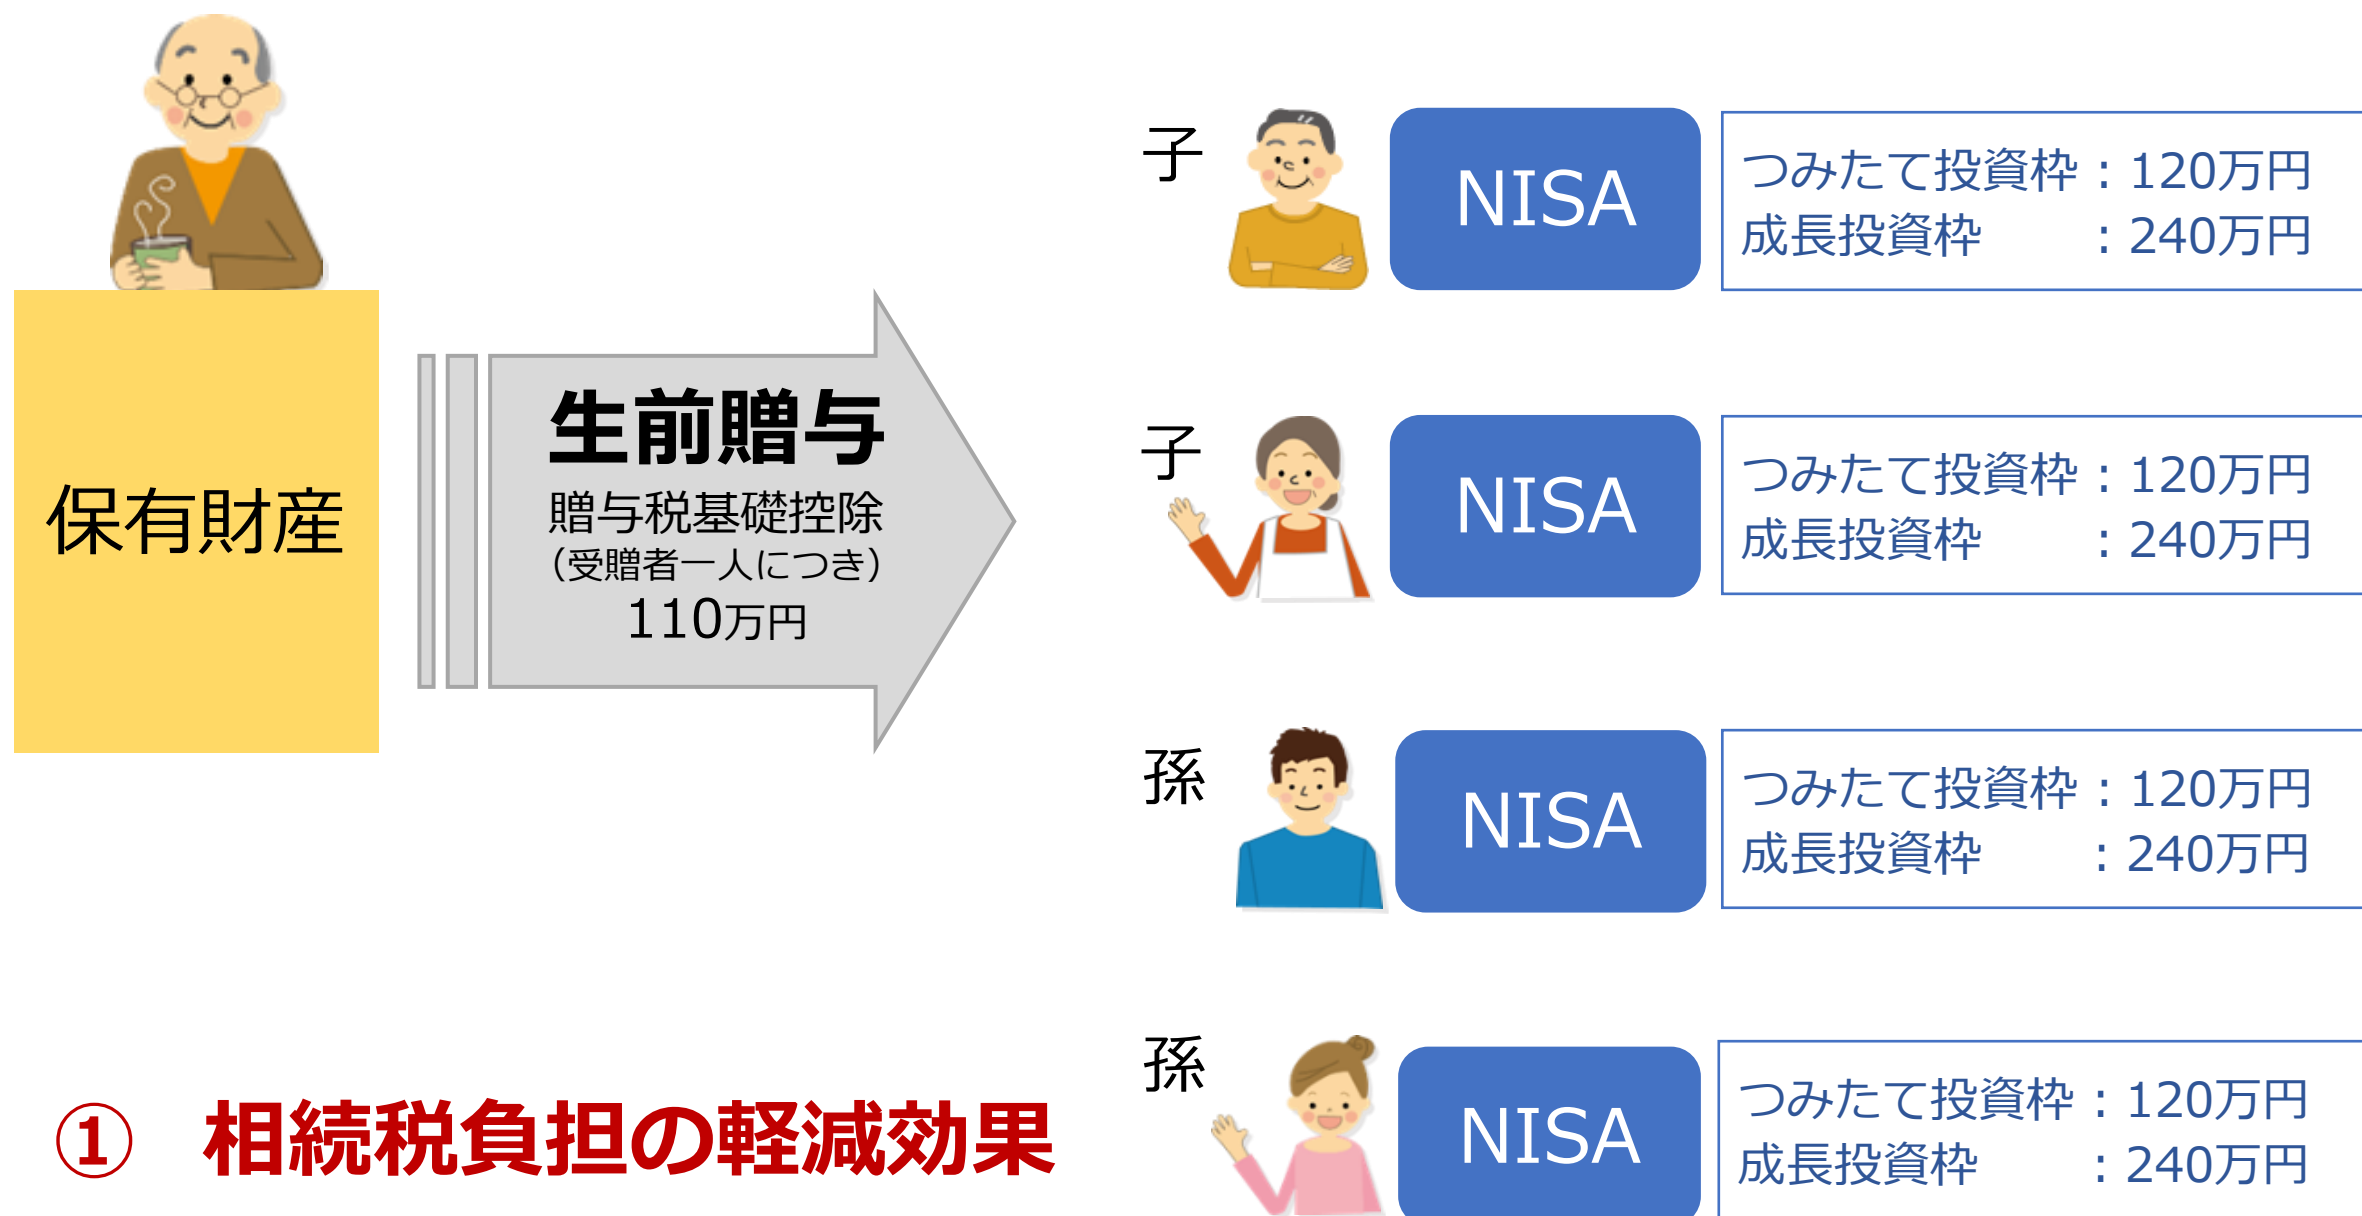 保有財産
生前贈与
贈与税基礎控除
（受贈者一人につき）
110万円
① 相続税負担の軽減効果
子
NISA
つみたて投資枠：120万円
成長投資枠　　：240万円
子
NISA
つみたて投資枠：120万円
成長投資枠　　：240万円
孫
NISA
つみたて投資枠：120万円
成長投資枠　　：240万円
孫
NISA
つみたて投資枠：120万円
成長投資枠　　：240万円